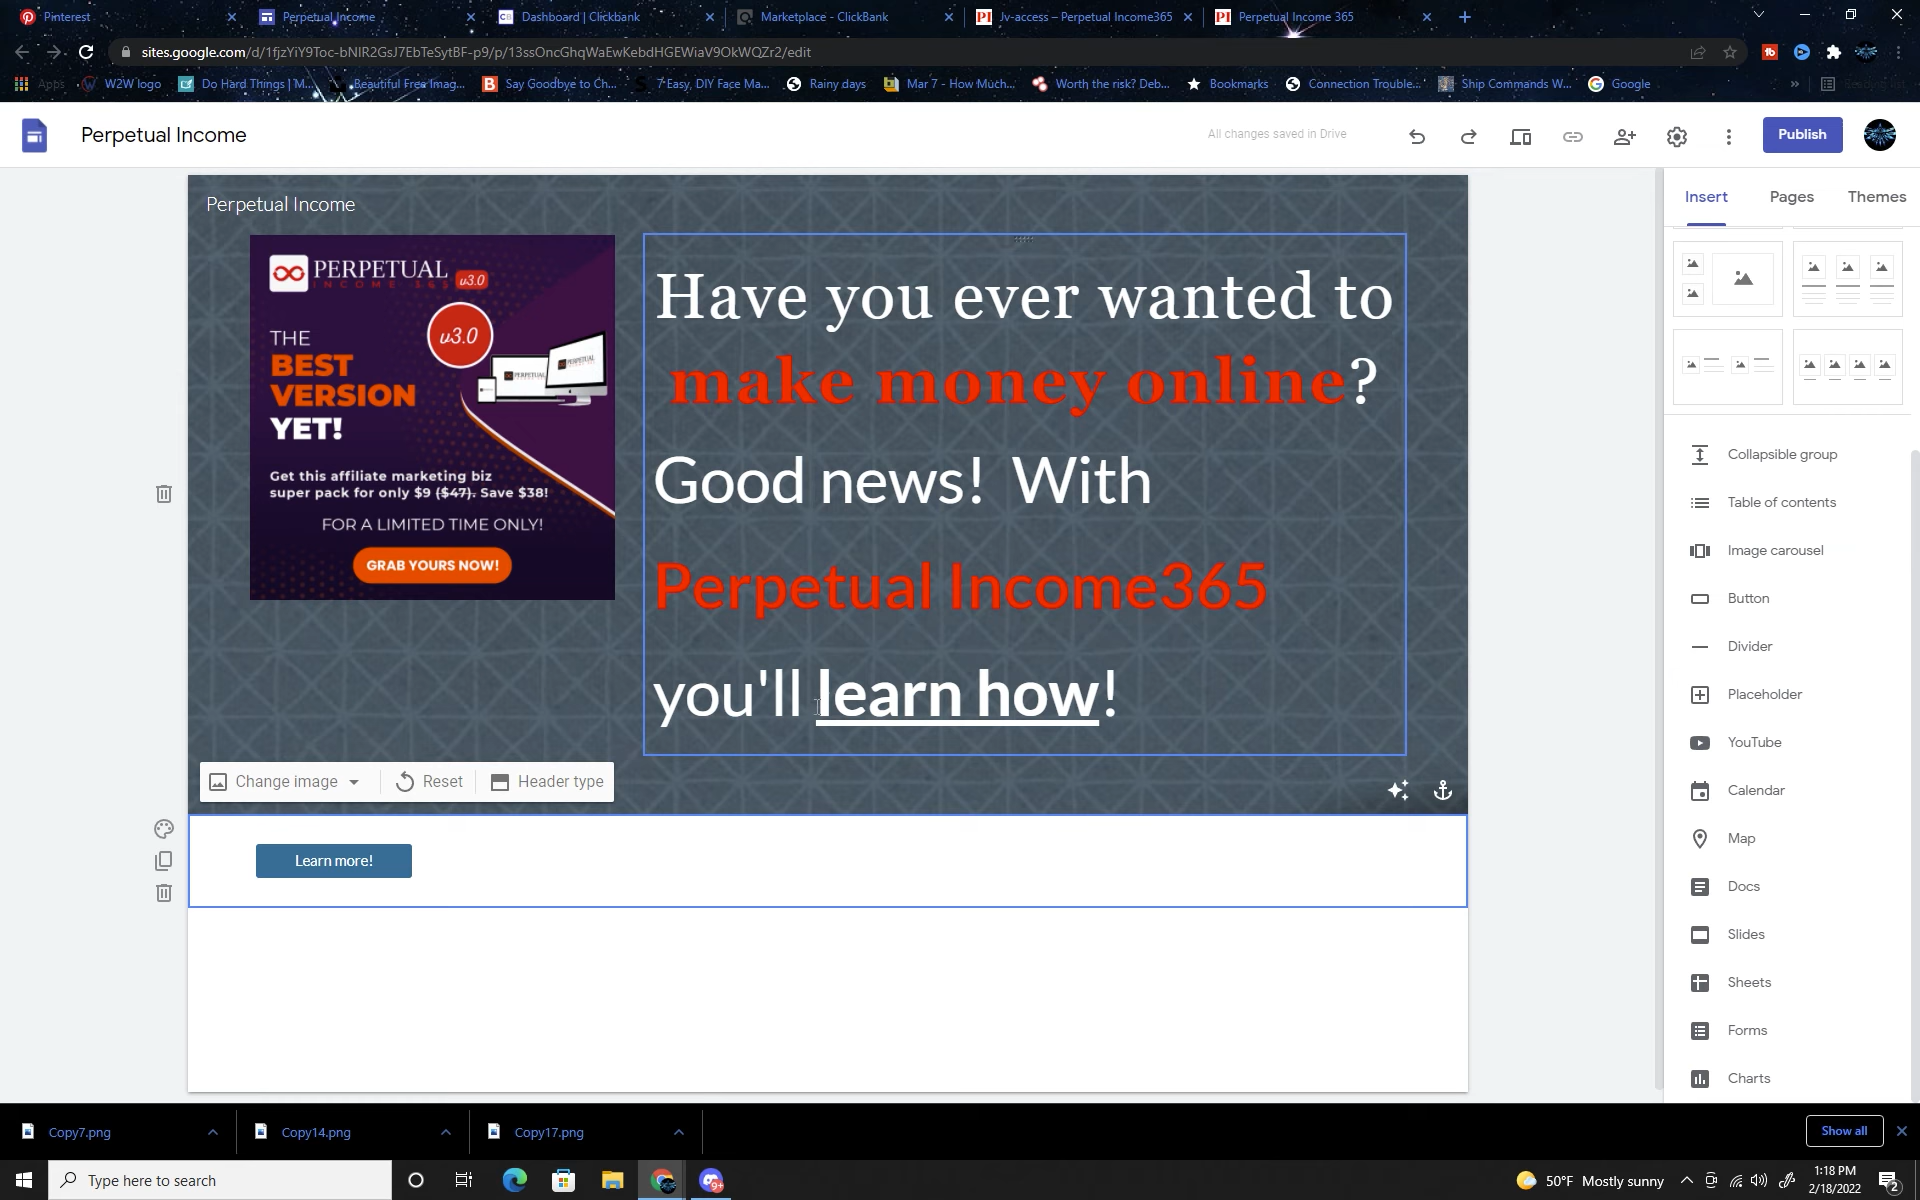 Pinterest
Perpetual Income
CB Dashboard | Clickbank
Marketplace - ClickBank
PI Jv-access – Perpetual Income365
PI Perpetual Income 365
sites.google.com/d/1fjzYiY9Toc-bNlR2GsJ7EbTeSytBF-p9/p/13ssOncGhqWaEwKebdHGEWiaV9OkWQZr2/edit
Apps
W2W logo
Do Hard Things | M...
Beautiful Free Imag...
Say Goodbye to Ch...
7 Easy, DIY Face Ma...
Rainy days
Mar 7 - How Much...
Worth the risk? Deb...
Bookmarks
Connection Trouble...
Ship Commands W...
Google
»
Perpetual Income
All changes saved in Drive
Publish
Insert
Pages
Themes
Perpetual Income
PERPETUAL
INCOME 365
v3.0
THE
BEST
VERSION
YET!
v3.0
Get this affiliate marketing biz
super pack for only $9 ($47). Save $38!
FOR A LIMITED TIME ONLY!
GRAB YOURS NOW!
Have you ever wanted to
make money online?
Good news!  With
Perpetual Income365
you'll learn how!
Change image
Reset
Header type
Learn more!
Collapsible group
Table of contents
Image carousel
Button
Divider
Placeholder
YouTube
Calendar
Map
Docs
Slides
Sheets
Forms
Charts
Copy7.png
Copy14.png
Copy17.png
Show all
Type here to search
9+
50°F Mostly sunny
1:18 PM
2/18/2022
2